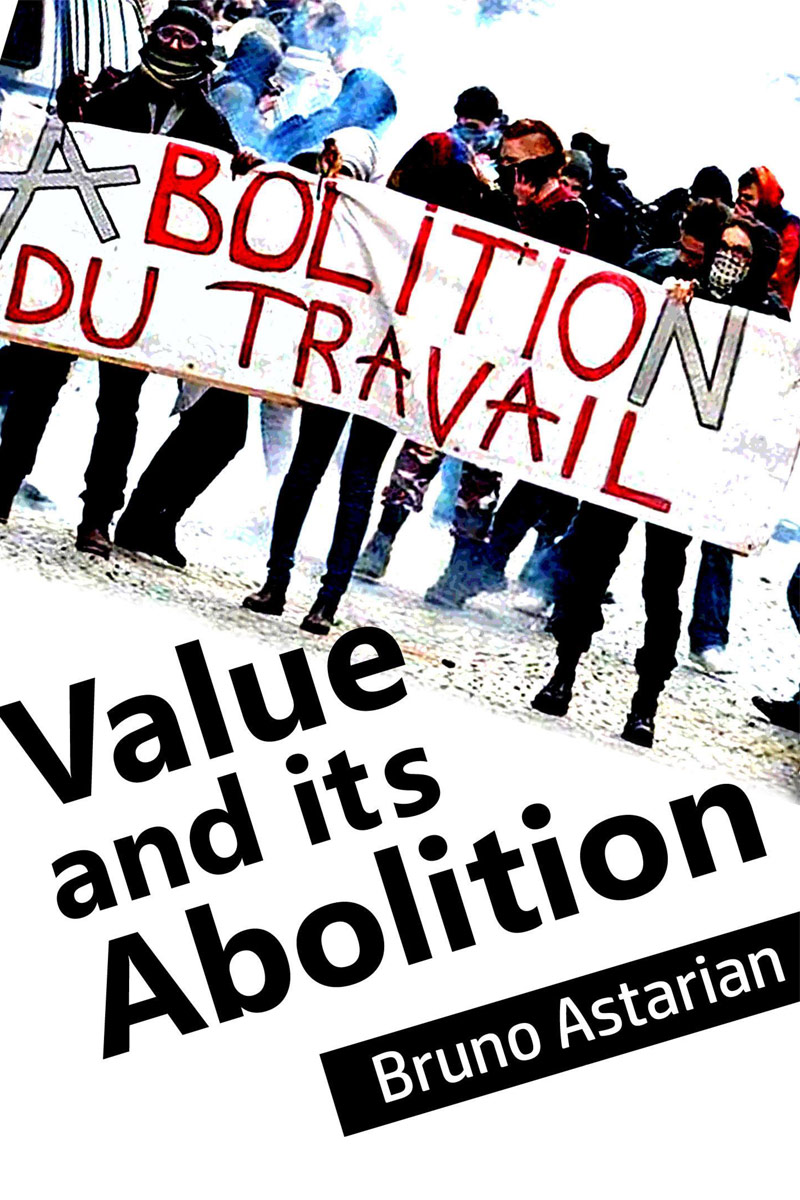 ABOLITION
DU TRAVAIL
Value
and its
Abolition
Bruno Astarian